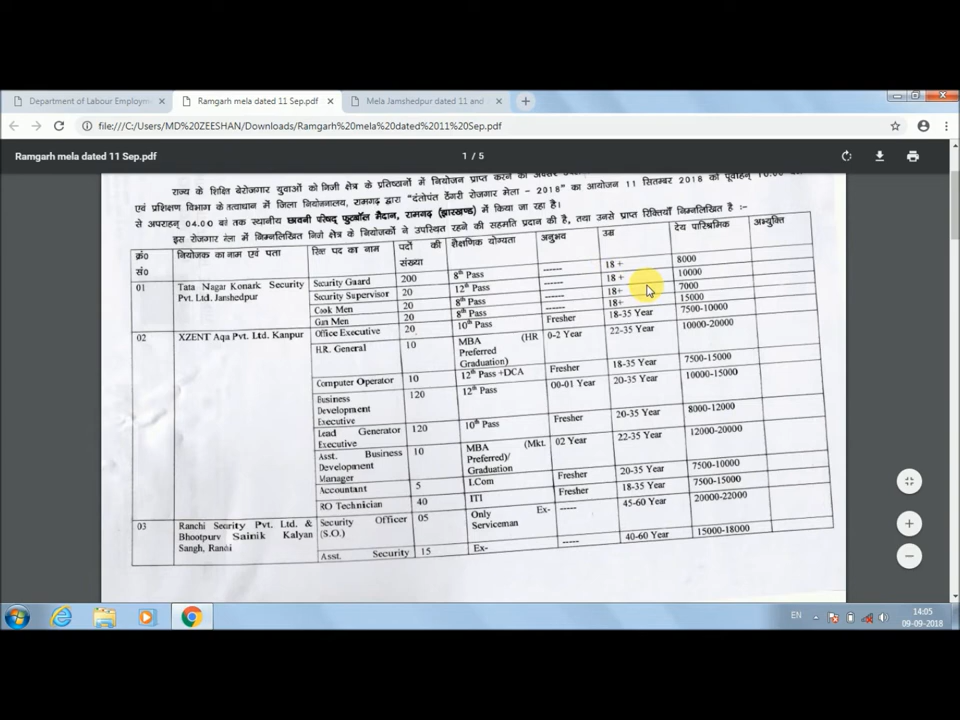 Department of Labour Employm
Ramgarh mela dated 11 Sep.pdf
Mela Jamshedpur dated 11 and
file:///C:/Users/MD%20ZEESHAN/Downloads/Ramgarh%20mela%20dated%2011%20Sep.pdf
Ramgarh mela dated 11 Sep.pdf
1 / 5
राज्य के शिक्षित बेरोजगार युवाओं को निजी क्षेत्र के प्रतिष्ठानों में नियोजन प्राप्त करने का अवसर
एवं प्रशिक्षण विभाग के तत्वाधान में जिला नियोजनालय, रामगढ़ द्वारा "दंतोपंत ठेंगरी रोजगार मेला – 2018" का आयोजन 11 सितम्बर 2018 को पूर्वाहन 10.00
से अपराहन 04.00 बजे तक स्थानीय छावनी परिषद् फुटबॉल मैदान, रामगढ़ (झारखण्ड) में किया जा रहा है।
इस रोजगार मेला में निम्नलिखित निजी क्षेत्र के नियोजकों ने उपस्थित रहने की सहमति प्रदान की है, तथा उनसे प्राप्त रिक्तियाँ निम्नलिखित है :-
क्र० सं० नियोजक का नाम एवं पता रिक्त पद का नाम पदों की संख्या शैक्षणिक योग्यता अनुभव उम्र देय पारिश्रमिक अभ्युक्ति
01 Tata Nagar Konark Security Security Gaard 200 8th Pass ------ 18 + 8000
Pvt. Ltd. Jamshedpur Security Supervisor 20 12th Pass ------ 18 + 10000
Cook Men 20 8th Pass ------ 18+ 7000
Gan Men 20 8th Pass ------ 18+ 15000
02 XZENT Aqa Pvt. Ltd. Kanpur Office Executive 20 10th Pass Fresher 18-35 Year 7500-10000
H.R. General 10 MBA (HR Preferred Graduation) 0-2 Year 22-35 Year 10000-20000
Computer Operator 10 12th Pass +DCA Fresher 18-35 Year 7500-15000
Business Development Executive 120 12th Pass 00-01 Year 20-35 Year 10000-15000
Lead Generator Executive 120 10th Pass Fresher 20-35 Year 8000-12000
Asst. Business Development Manager 10 MBA (Mkt. Preferred)/ Graduation 02 Year 22-35 Year 12000-20000
Accountant 5 I.Com Fresher 20-35 Year 7500-10000
RO Technician 40 ITI Fresher 18-35 Year 7500-15000
03 Ranchi Security Pvt. Ltd. & Bhootpurv Sainik Kalyan Sangh, Ranchi Security Officer (S.O.) 05 Only Ex-Serviceman ----- 45-60 Year 20000-22000
Asst. Security 15 Ex- ----- 40-60 Year 15000-18000
EN
14:05
09-09-2018